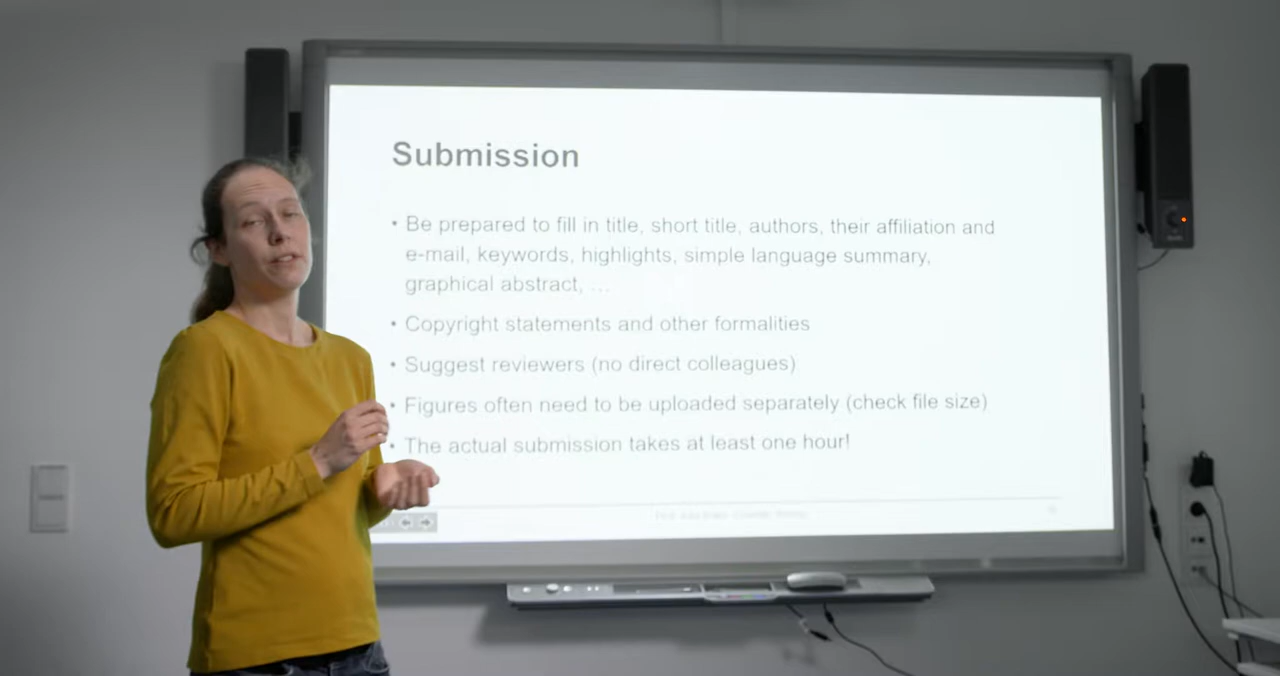 Submission
• Be prepared to fill in title, short title, authors, their affiliation and
e-mail, keywords, highlights, simple language summary,
graphical abstract, ...
• Copyright statements and other formalities
• Suggest reviewers (no direct colleagues)
• Figures often need to be uploaded separately (check file size)
• The actual submission takes at least one hour!